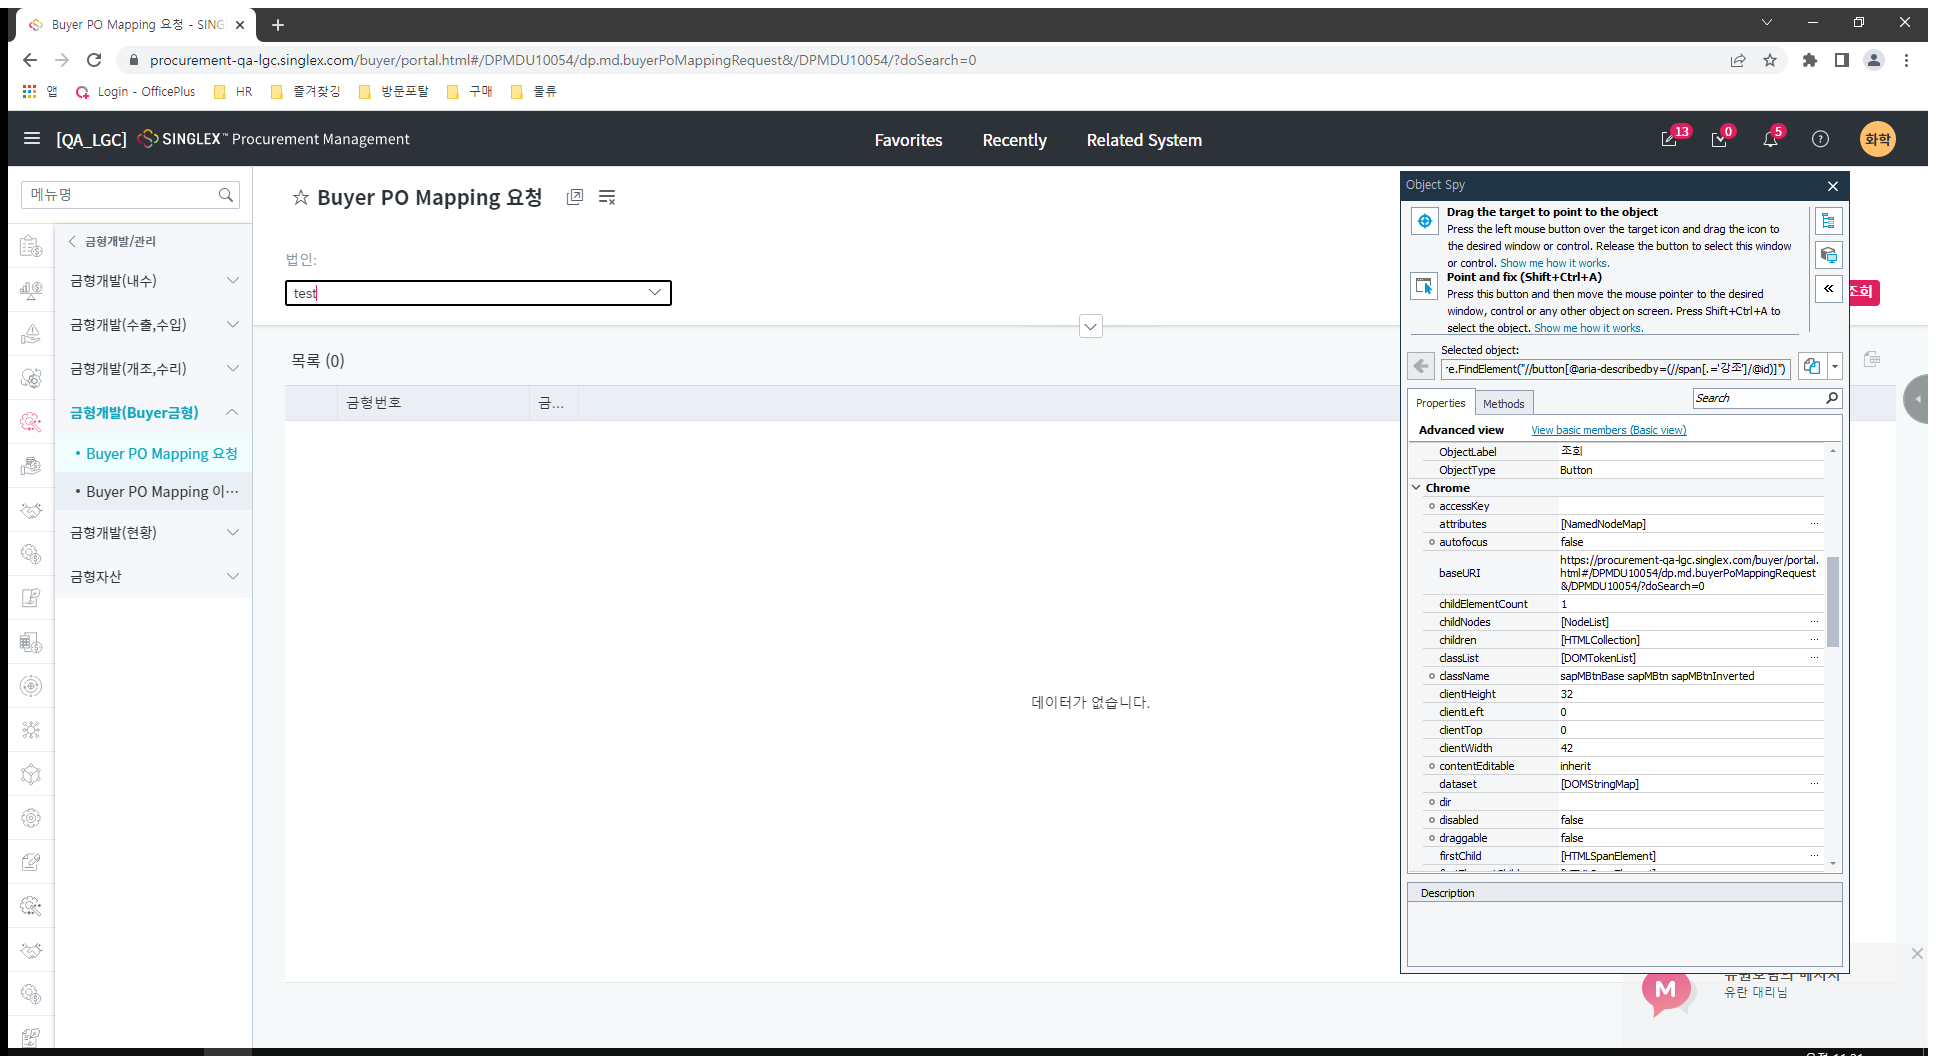 Buyer PO Mapping 요청 - SING
procurement-qa-lgc.singlex.com/buyer/portal.html#/DPMDU10054/dp.md.buyerPoMappingRequest&/DPMDU10054/?doSearch=0
앱 Login - OfficePlus HR 즐겨찾깅 방문포탈 구매 물류
[QA_LGC] SINGLEX™ Procurement Management Favorites Recently Related System 13 0 5 ? 화학
메뉴명
Buyer PO Mapping 요청
금형개발/관리
금형개발(내수)
금형개발(수출,수입)
금형개발(개조,수리)
금형개발(Buyer금형)
• Buyer PO Mapping 요청
• Buyer PO Mapping 이···
금형개발(현황)
금형자산
법인:
test
조회
목록 (0)
금형번호 금...
데이터가 없습니다.
Object Spy
Drag the target to point to the object
Press the left mouse button over the target icon and drag the icon to
the desired window or control. Release the button to select this window
or control. Show me how it works.
Point and fix (Shift+Ctrl+A)
Press this button and then move the mouse pointer to the desired
window, control or any other object on screen. Press Shift+Ctrl+A to
select the object. Show me how it works.
Selected object:
e.FindElement("//button[@aria-describedby=(//span[.='강조']/@id)]")
Properties Methods Search
Advanced view View basic members (Basic view)
ObjectLabel 조회
ObjectType Button
Chrome
accessKey
attributes [NamedNodeMap] ...
autofocus false
baseURI https://procurement-qa-lgc.singlex.com/buyer/portal.
html#/DPMDU10054/dp.md.buyerPoMappingRequest
&/DPMDU10054/?doSearch=0
childElementCount 1
childNodes [NodeList] ...
children [HTMLCollection] ...
classList [DOMTokenList] ...
className sapMBtnBase sapMBtn sapMBtnInverted
clientHeight 32
clientLeft 0
clientTop 0
clientWidth 42
contentEditable inherit
dataset [DOMStringMap] ...
dir
disabled false
draggable false
firstChild [HTMLSpanElement] ...
Description
M
유란 대리님